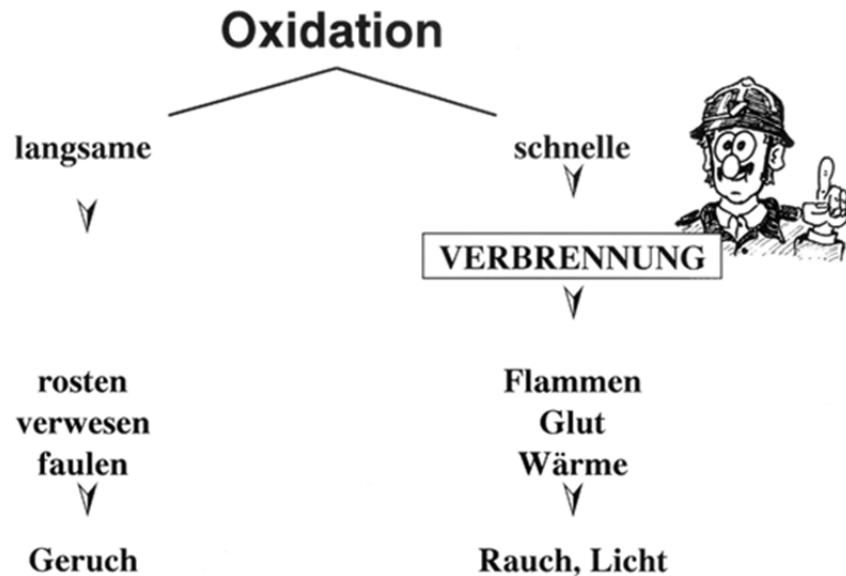 Oxidation
langsame
schnelle
VERBRENNUNG
rosten
verwesen
faulen
Flammen
Glut
Wärme
Geruch
Rauch, Licht